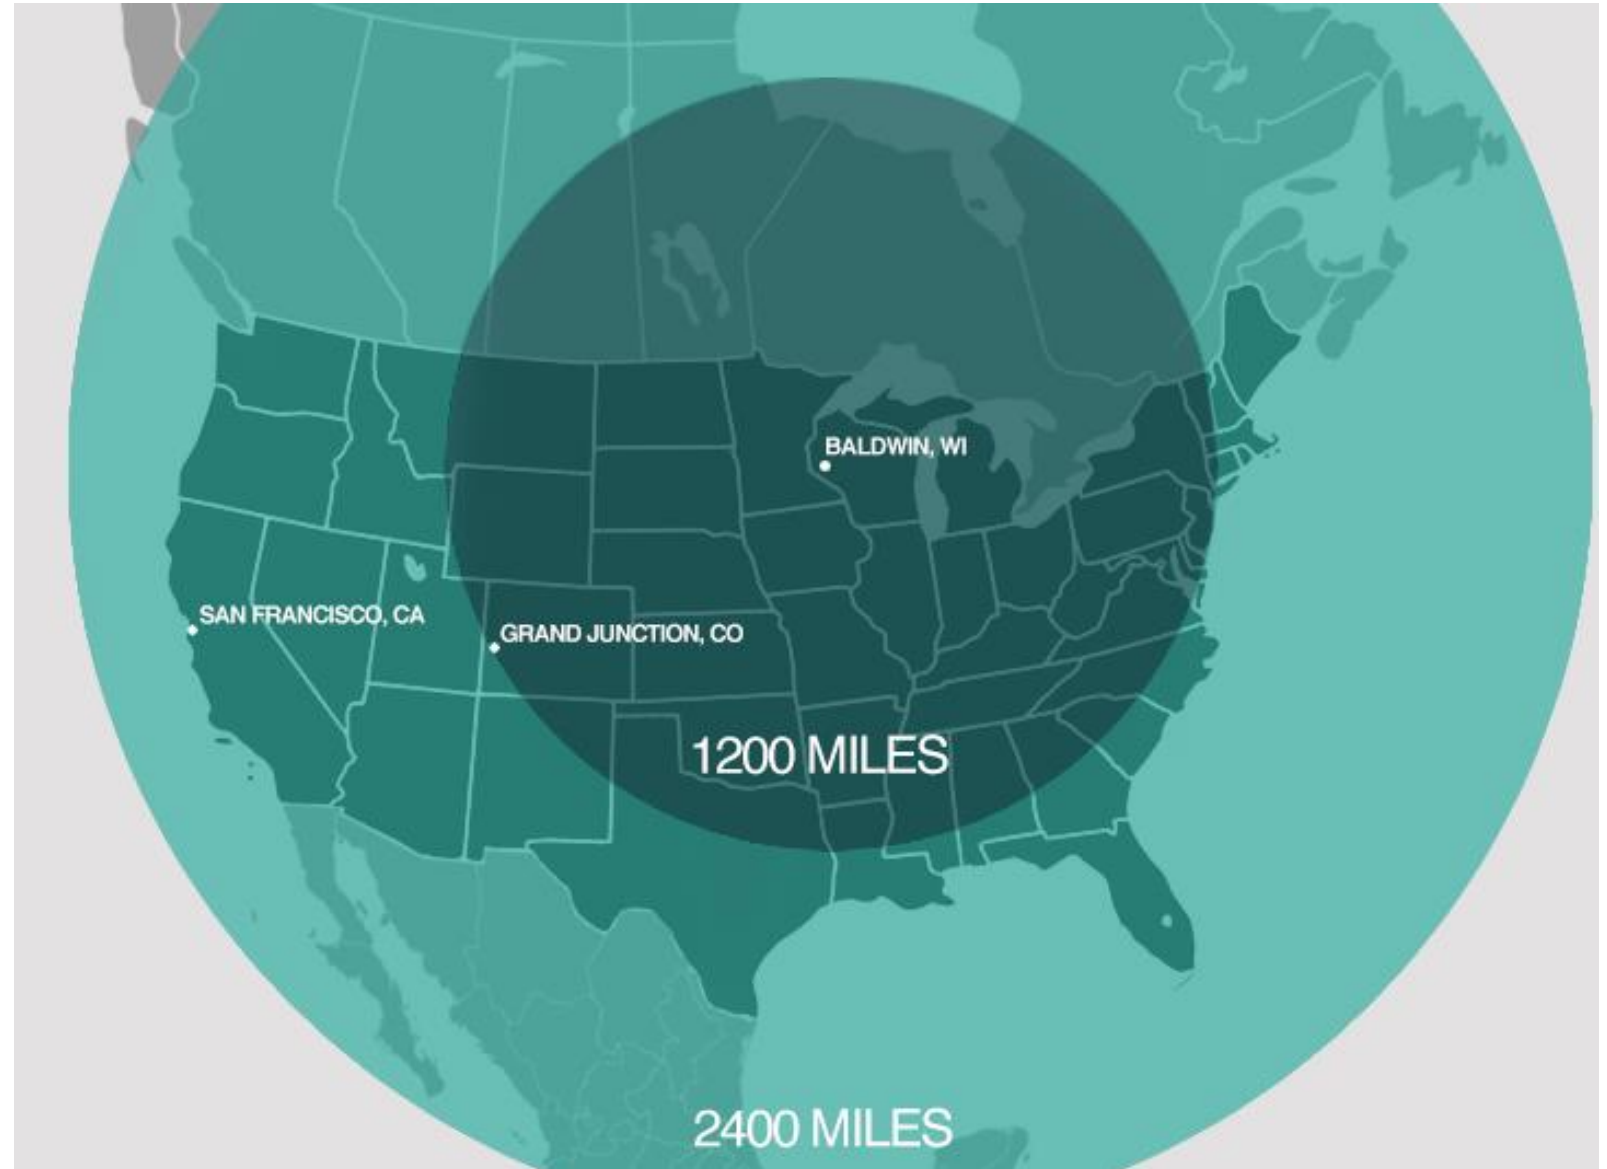 BALDWIN, WI
SAN FRANCISCO, CA
GRAND JUNCTION, CO
1200 MILES
2400 MILES